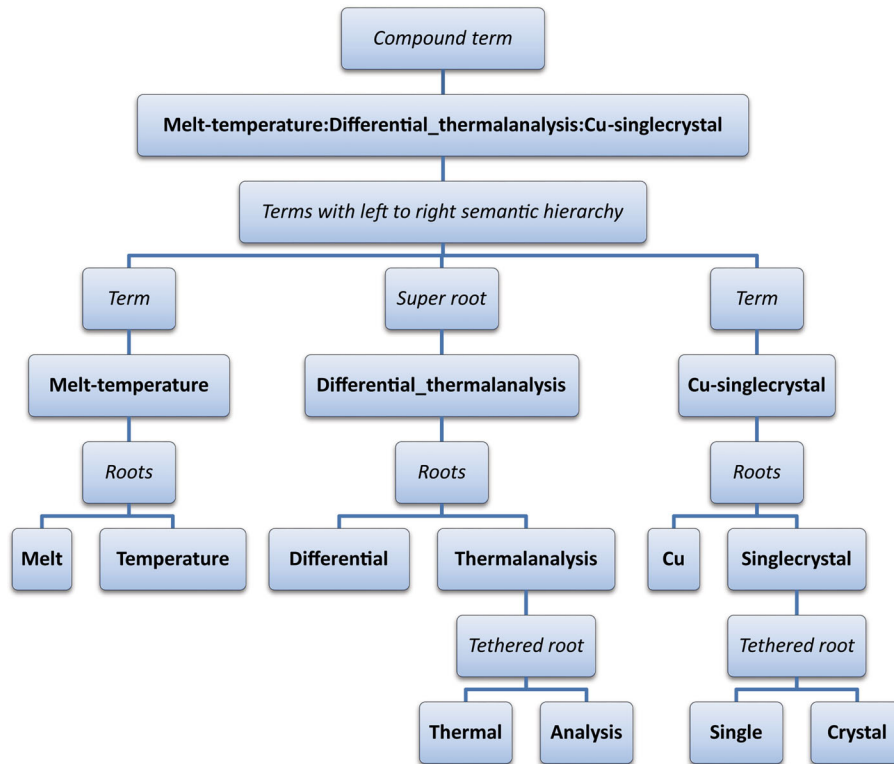 Compound term
Melt-temperature:Differential_thermalanalysis:Cu-singlecrystal
Terms with left to right semantic hierarchy
Term
Super root
Term
Melt-temperature
Differential_thermalanalysis
Cu-singlecrystal
Roots
Roots
Roots
Melt
Temperature
Differential
Thermalanalysis
Cu
Singlecrystal
Tethered root
Tethered root
Thermal
Analysis
Single
Crystal